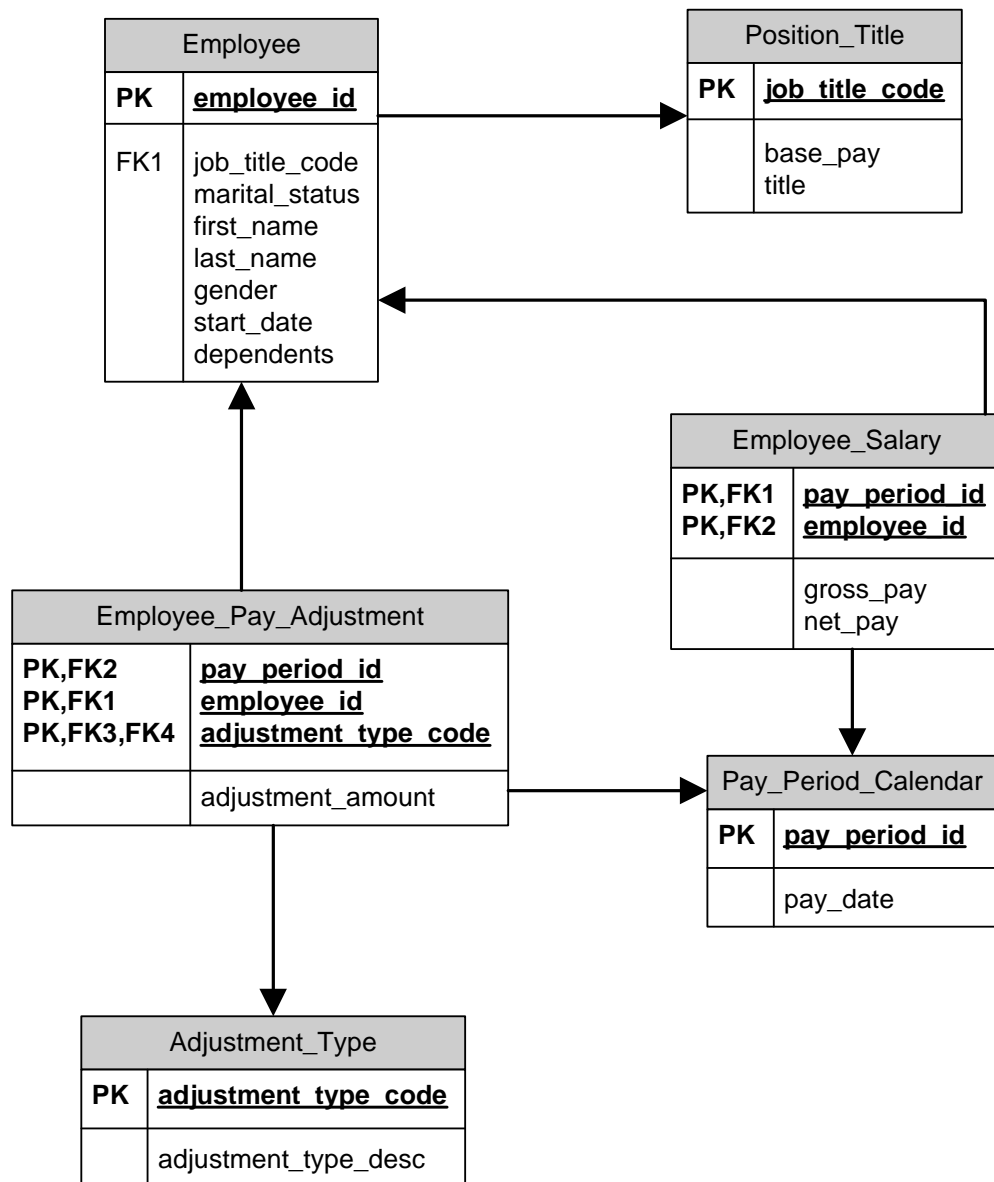 Employee
PK employee_id
FK1 job_title_code
marital_status
first_name
last_name
gender
start_date
dependents
Position_Title
PK job_title_code
base_pay
title
Employee_Salary
PK,FK1 pay_period_id
PK,FK2 employee_id
gross_pay
net_pay
Employee_Pay_Adjustment
PK,FK2 pay_period_id
PK,FK1 employee_id
PK,FK3,FK4 adjustment_type_code
adjustment_amount
Pay_Period_Calendar
PK pay_period_id
pay_date
Adjustment_Type
PK adjustment_type_code
adjustment_type_desc